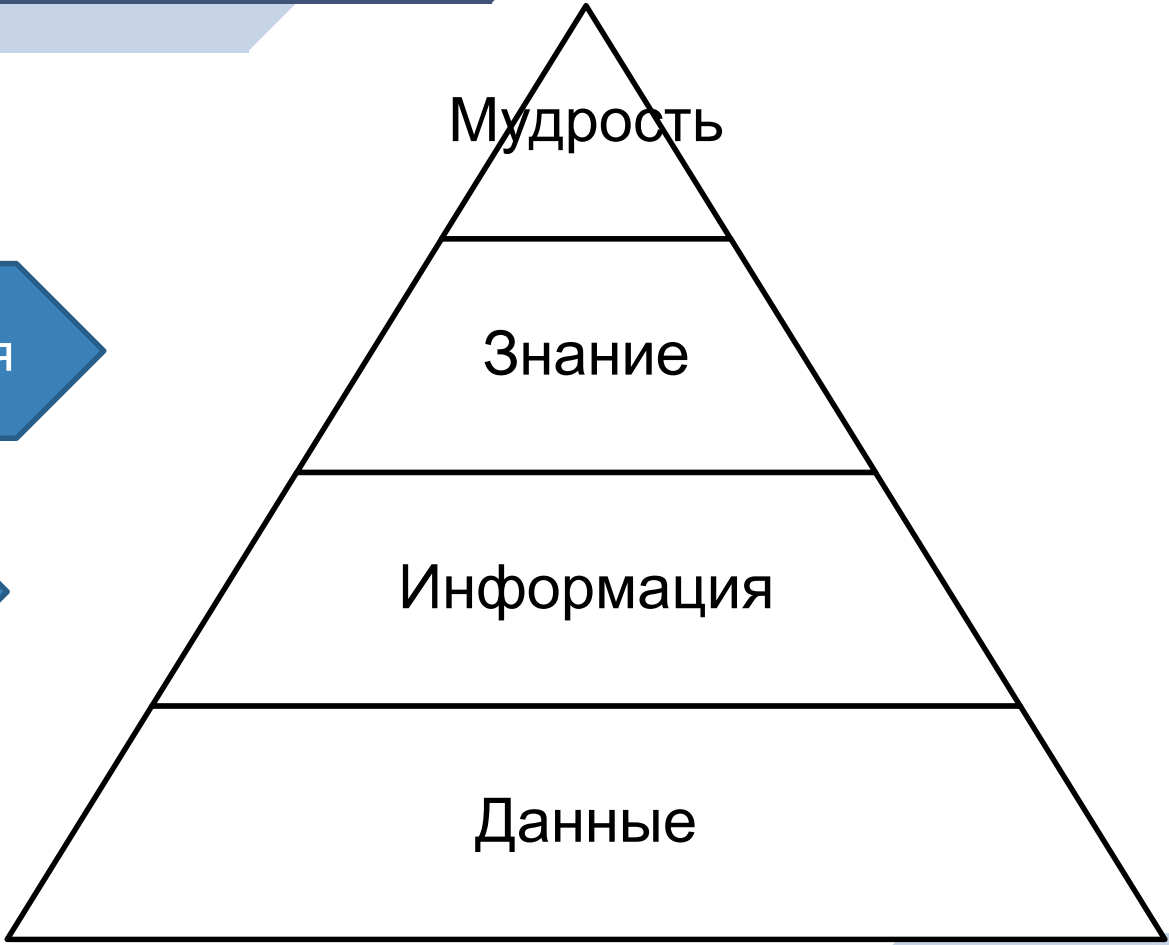 Мудрость
Знание
я
Информация
Данные